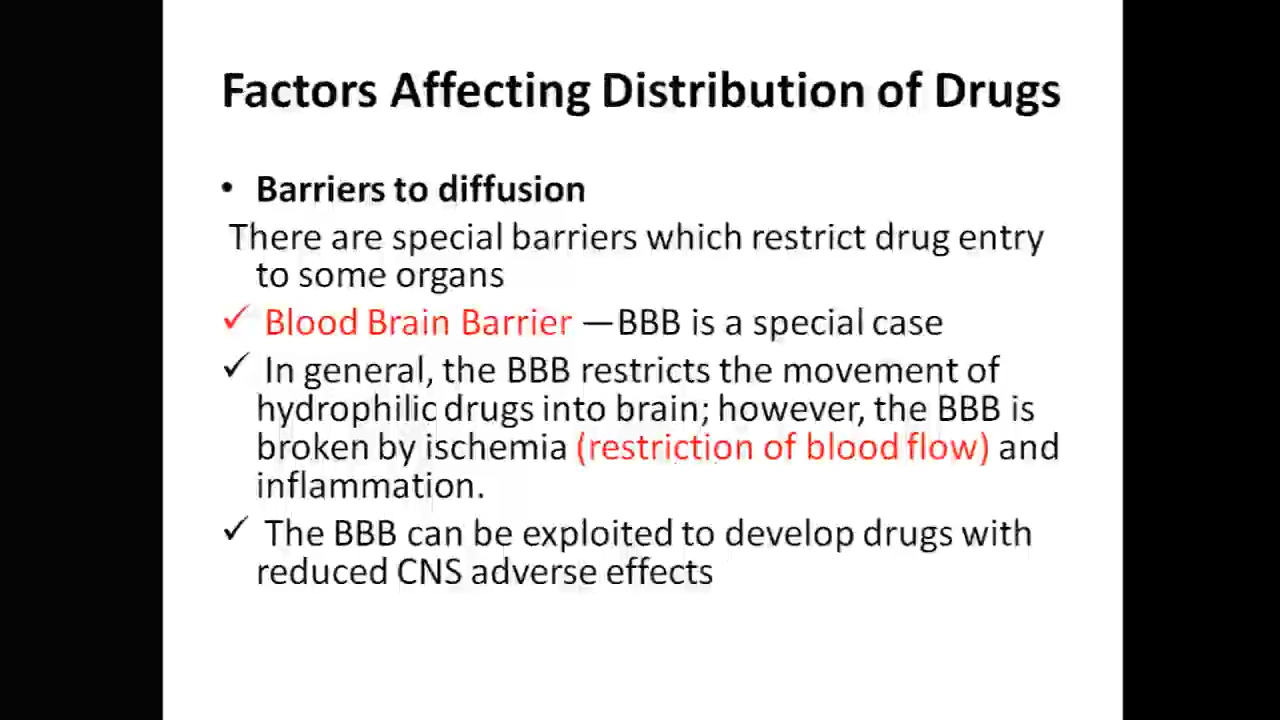 Factors Affecting Distribution of Drugs
• Barriers to diffusion
There are special barriers which restrict drug entry
to some organs
✓ Blood Brain Barrier —BBB is a special case
✓ In general, the BBB restricts the movement of
hydrophilic drugs into brain; however, the BBB is
broken by ischemia (restriction of blood flow) and
inflammation.
✓ The BBB can be exploited to develop drugs with
reduced CNS adverse effects